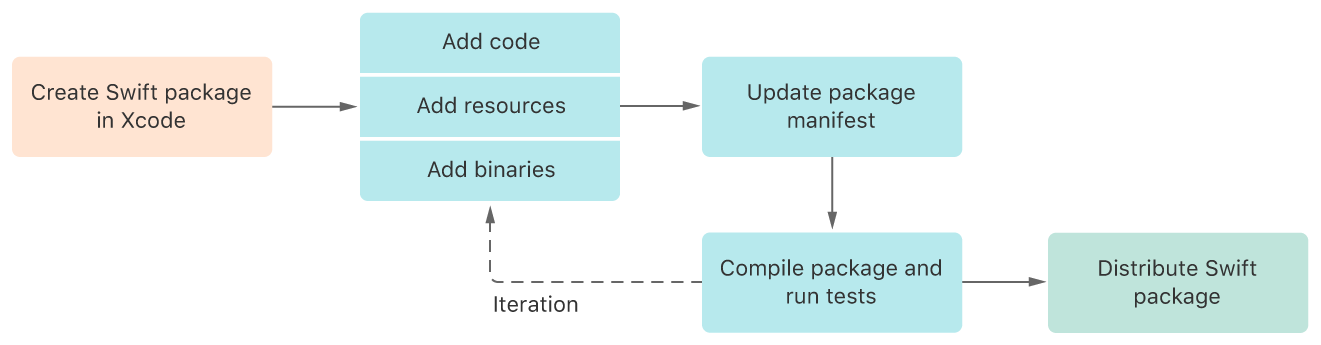 Create Swift package
in Xcode
Add code
Add resources
Add binaries
Update package
manifest
Compile package and
run tests
Iteration
Distribute Swift
package